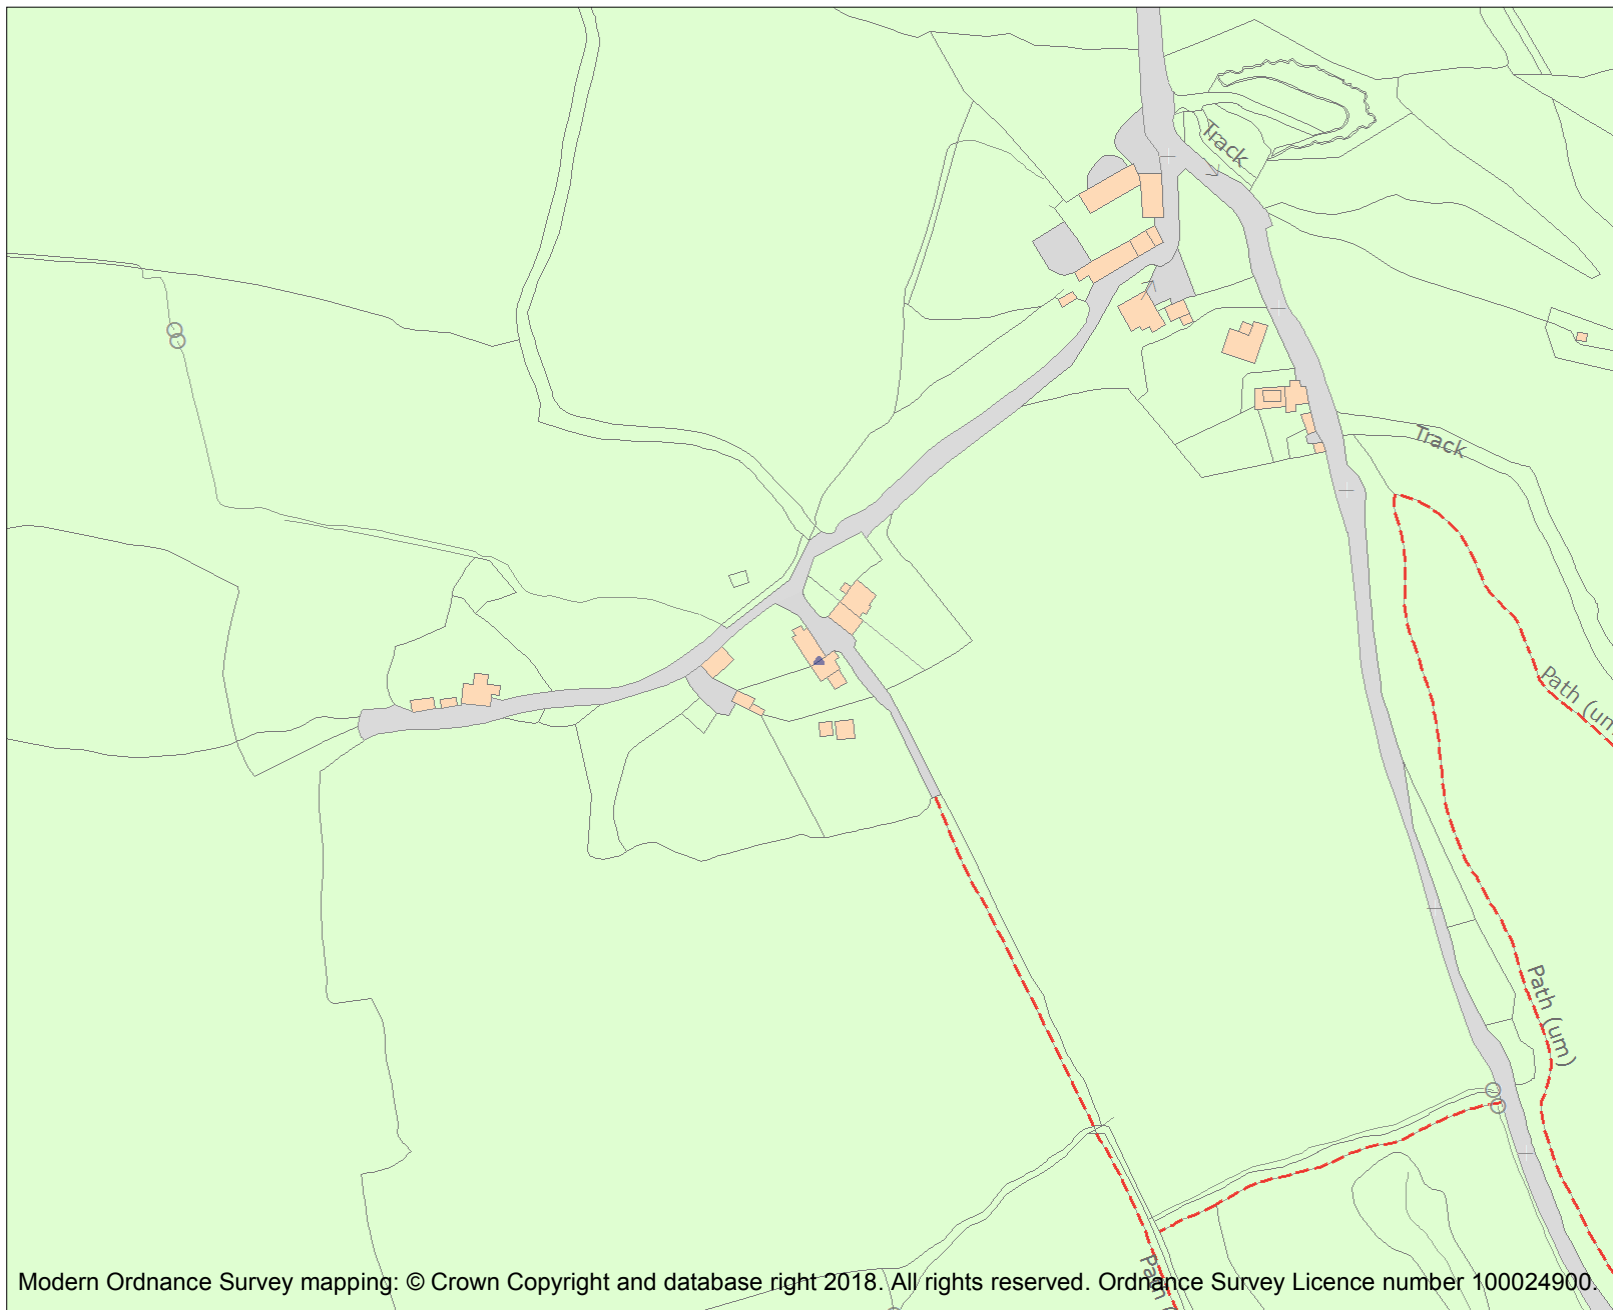 Track
Track
Path (um
Path (um)
Path (
Modern Ordnance Survey mapping: © Crown Copyright and database right 2018. All rights reserved. Ordnance Survey Licence number 100024900.